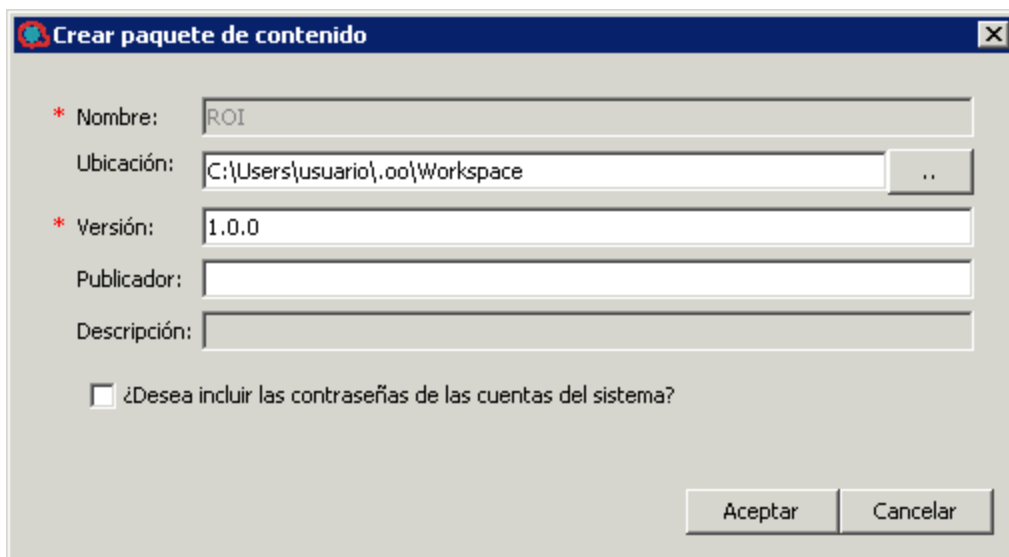 Crear paquete de contenido
* Nombre: ROI
Ubicación: C:\Users\usuario\.oo\Workspace ..
* Versión: 1.0.0
Publicador:
Descripción:
¿Desea incluir las contraseñas de las cuentas del sistema?
Aceptar Cancelar